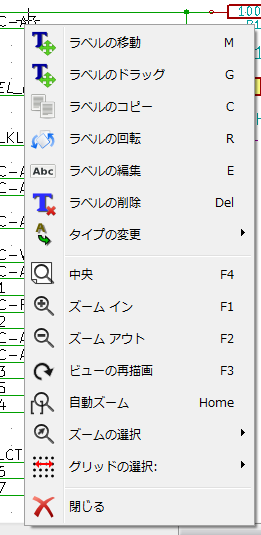 100
ラベルの移動 M
ラベルのドラッグ G
ラベルのコピー C
ラベルの回転 R
Abc ラベルの編集 E
ラベルの削除 Del
タイプの変更
中央 F4
ズーム イン F1
ズーム アウト F2
ビューの再描画 F3
自動ズーム Home
ズームの選択
グリッドの選択:
閉じる